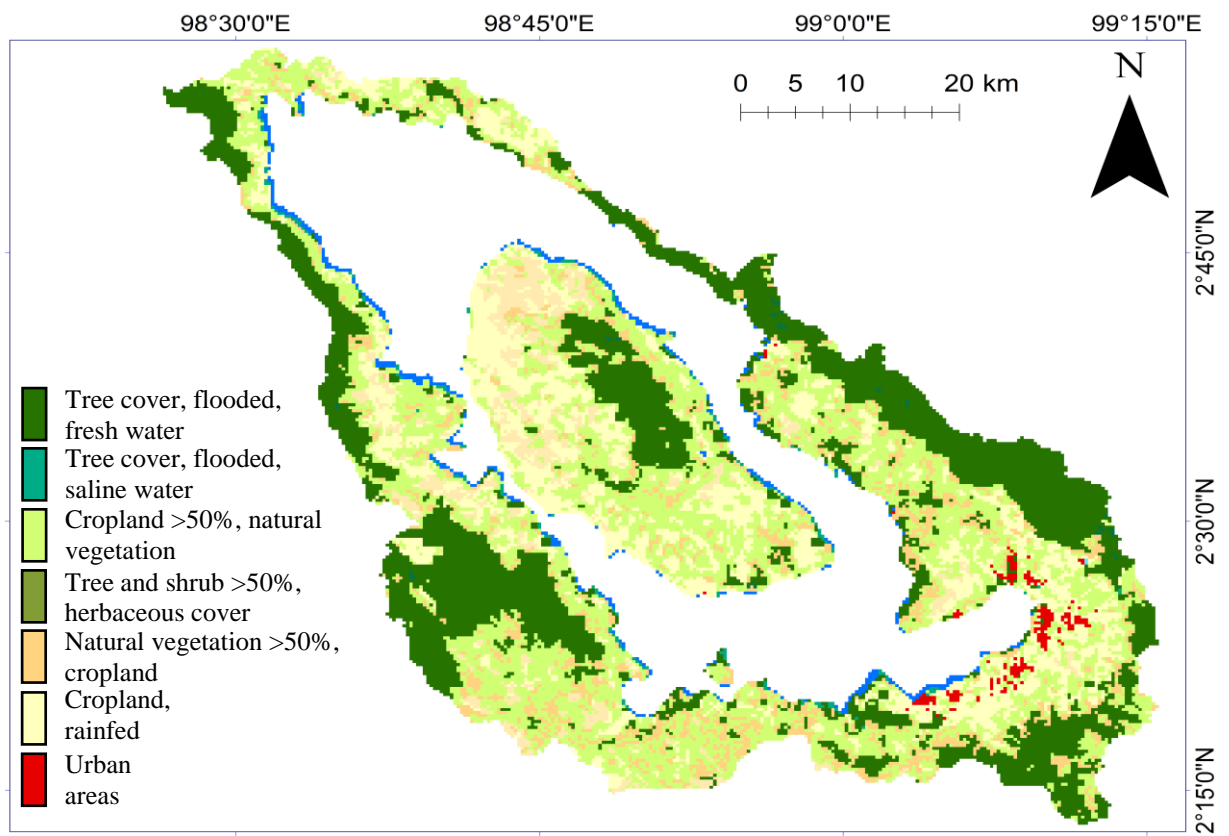 98°30'0"E 98°45'0"E 99°0'0"E 99°15'0"E
0 5 10 20 km
N
2°45'0"N
2°30'0"N
2°15'0"N
Tree cover, flooded,
fresh water
Tree cover, flooded,
saline water
Cropland >50%, natural
vegetation
Tree and shrub >50%,
herbaceous cover
Natural vegetation >50%,
cropland
Cropland,
rainfed
Urban
areas